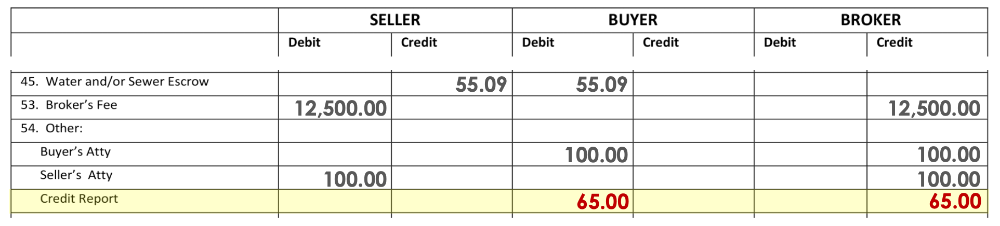 SELLER BUYER BROKER
Debit Credit Debit Credit Debit Credit
45. Water and/or Sewer Escrow 55.09 55.09
53. Broker’s Fee 12,500.00 12,500.00
54. Other:
Buyer’s Atty 100.00 100.00
Seller’s Atty 100.00 100.00
Credit Report 65.00 65.00